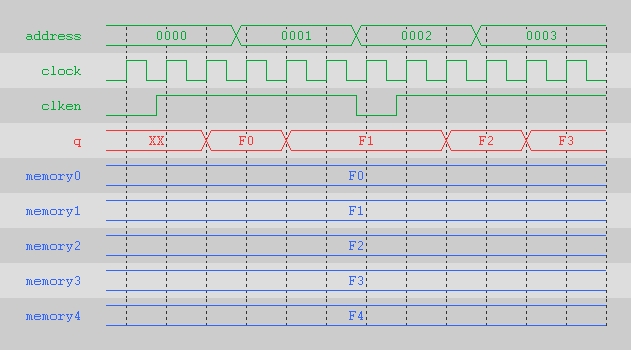 address 0000 0001 0002 0003
clock
clken
q XX F0 F1 F2 F3
memory0 F0
memory1 F1
memory2 F2
memory3 F3
memory4 F4